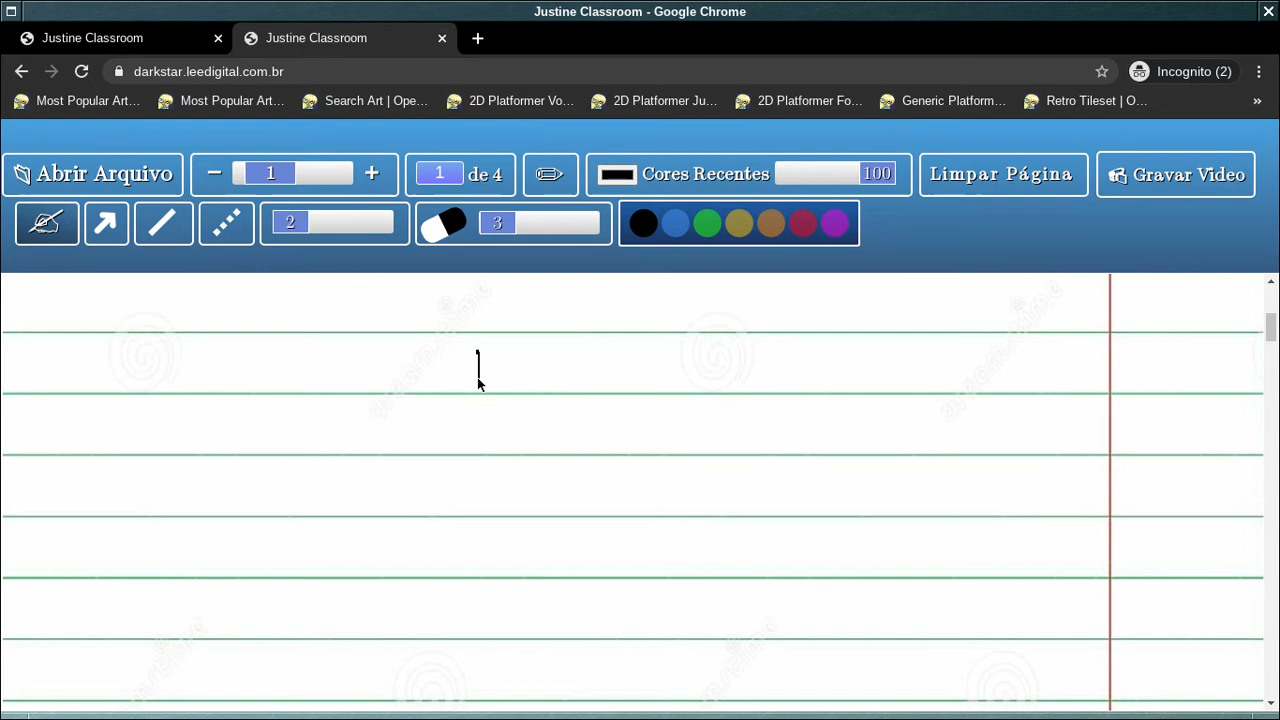 Justine Classroom - Google Chrome
Justine Classroom
Justine Classroom
darkstar.leedigital.com.br
Incognito (2)
Most Popular Art…
Most Popular Art…
Search Art | Ope…
2D Platformer Vo…
2D Platformer Ju…
2D Platformer Fo…
Generic Platform…
Retro Tileset | O…
»
Abrir Arquivo
− 1 +
1 de 4
Cores Recentes 100
Limpar Página
Gravar Video
2
3